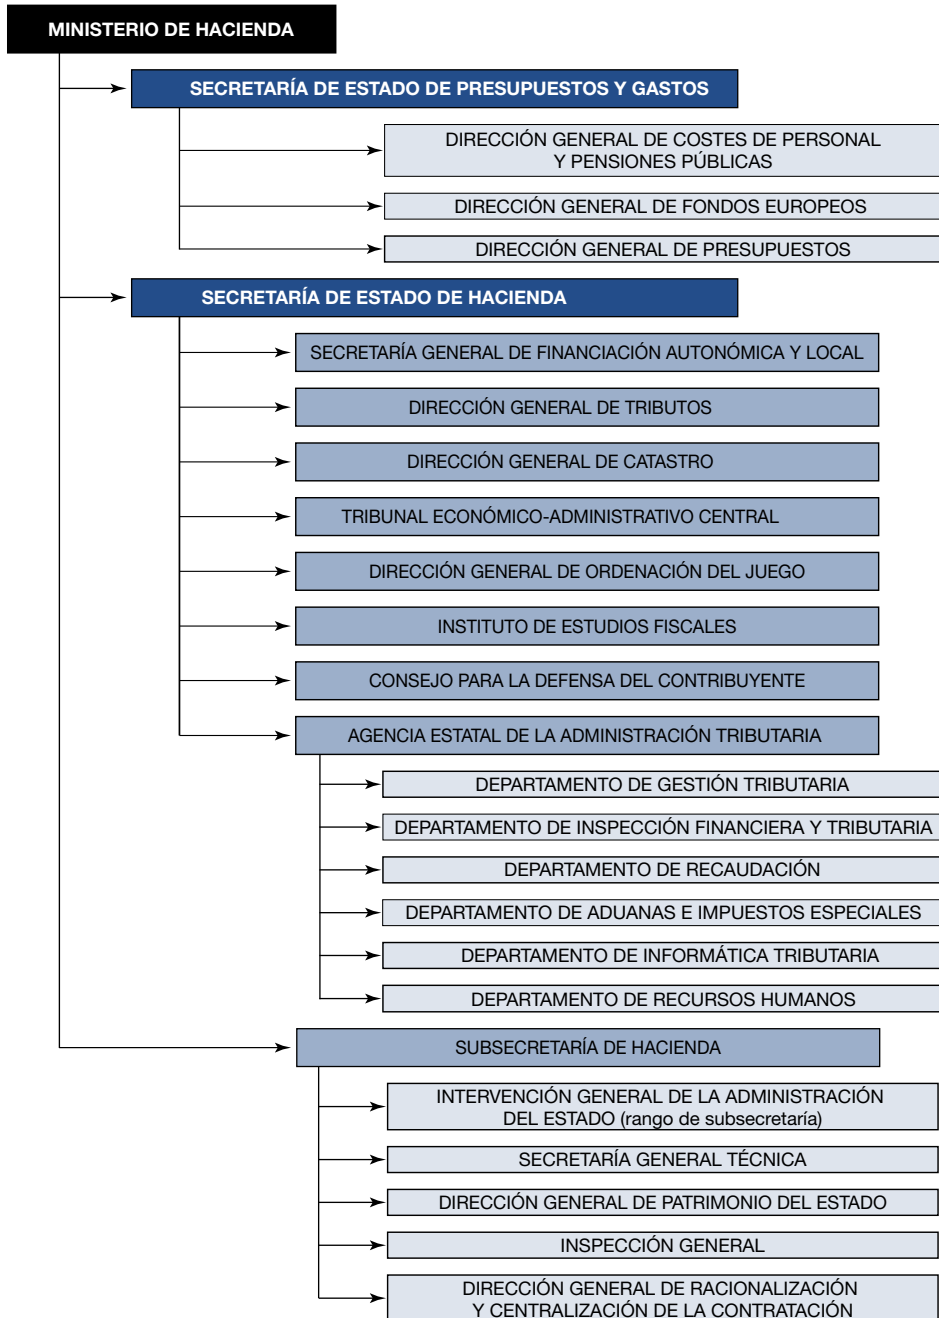 MINISTERIO DE HACIENDA
SECRETARÍA DE ESTADO DE PRESUPUESTOS Y GASTOS
DIRECCIÓN GENERAL DE COSTES DE PERSONAL
Y PENSIONES PÚBLICAS
DIRECCIÓN GENERAL DE FONDOS EUROPEOS
DIRECCIÓN GENERAL DE PRESUPUESTOS
SECRETARÍA DE ESTADO DE HACIENDA
SECRETARÍA GENERAL DE FINANCIACIÓN AUTONÓMICA Y LOCAL
DIRECCIÓN GENERAL DE TRIBUTOS
DIRECCIÓN GENERAL DE CATASTRO
TRIBUNAL ECONÓMICO-ADMINISTRATIVO CENTRAL
DIRECCIÓN GENERAL DE ORDENACIÓN DEL JUEGO
INSTITUTO DE ESTUDIOS FISCALES
CONSEJO PARA LA DEFENSA DEL CONTRIBUYENTE
AGENCIA ESTATAL DE LA ADMINISTRACIÓN TRIBUTARIA
DEPARTAMENTO DE GESTIÓN TRIBUTARIA
DEPARTAMENTO DE INSPECCIÓN FINANCIERA Y TRIBUTARIA
DEPARTAMENTO DE RECAUDACIÓN
DEPARTAMENTO DE ADUANAS E IMPUESTOS ESPECIALES
DEPARTAMENTO DE INFORMÁTICA TRIBUTARIA
DEPARTAMENTO DE RECURSOS HUMANOS
SUBSECRETARÍA DE HACIENDA
INTERVENCIÓN GENERAL DE LA ADMINISTRACIÓN
DEL ESTADO (rango de subsecretaría)
SECRETARÍA GENERAL TÉCNICA
DIRECCIÓN GENERAL DE PATRIMONIO DEL ESTADO
INSPECCIÓN GENERAL
DIRECCIÓN GENERAL DE RACIONALIZACIÓN
Y CENTRALIZACIÓN DE LA CONTRATACIÓN